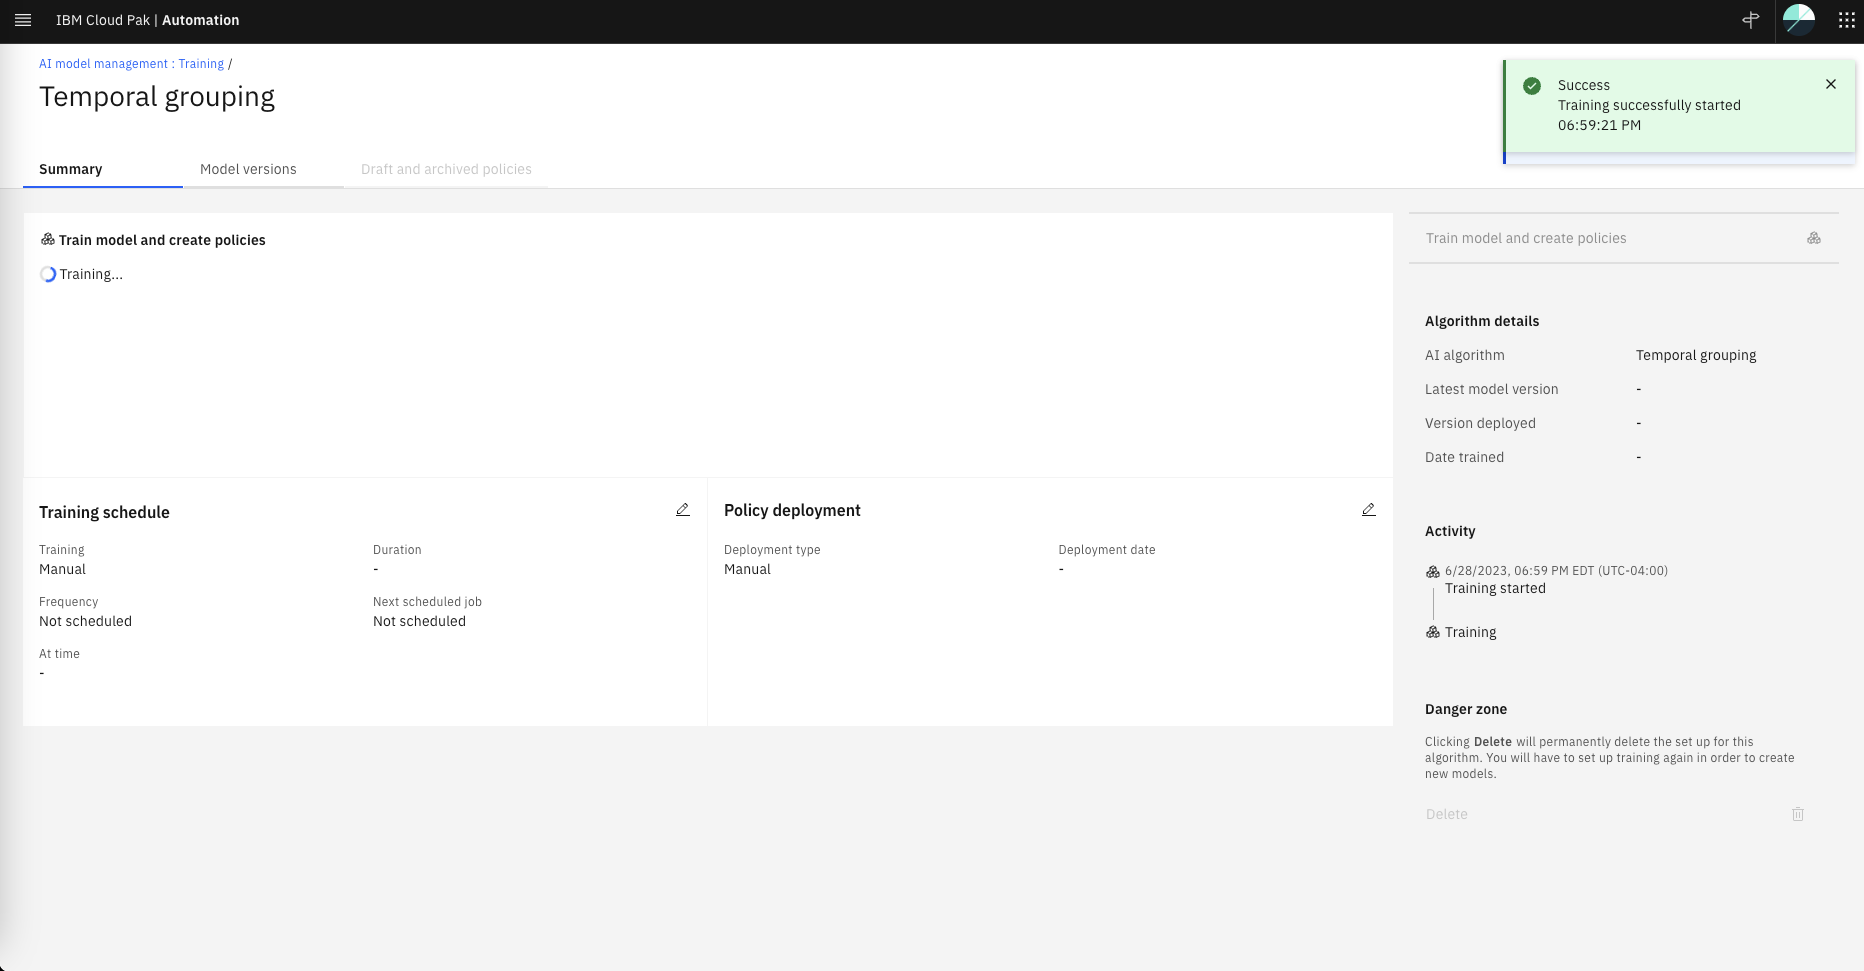 IBM Cloud Pak | Automation
AI model management : Training /
Temporal grouping
Success
Training successfully started
06:59:21 PM
Summary
Model versions
Draft and archived policies
Train model and create policies
Training...
Training schedule
Training
Manual
Duration
-
Frequency
Not scheduled
Next scheduled job
Not scheduled
At time
-
Policy deployment
Deployment type
Manual
Deployment date
-
Train model and create policies
Algorithm details
AI algorithm Temporal grouping
Latest model version -
Version deployed -
Date trained -
Activity
6/28/2023, 06:59 PM EDT (UTC-04:00)
Training started
Training
Danger zone
Clicking Delete will permanently delete the set up for this
algorithm. You will have to set up training again in order to create
new models.
Delete